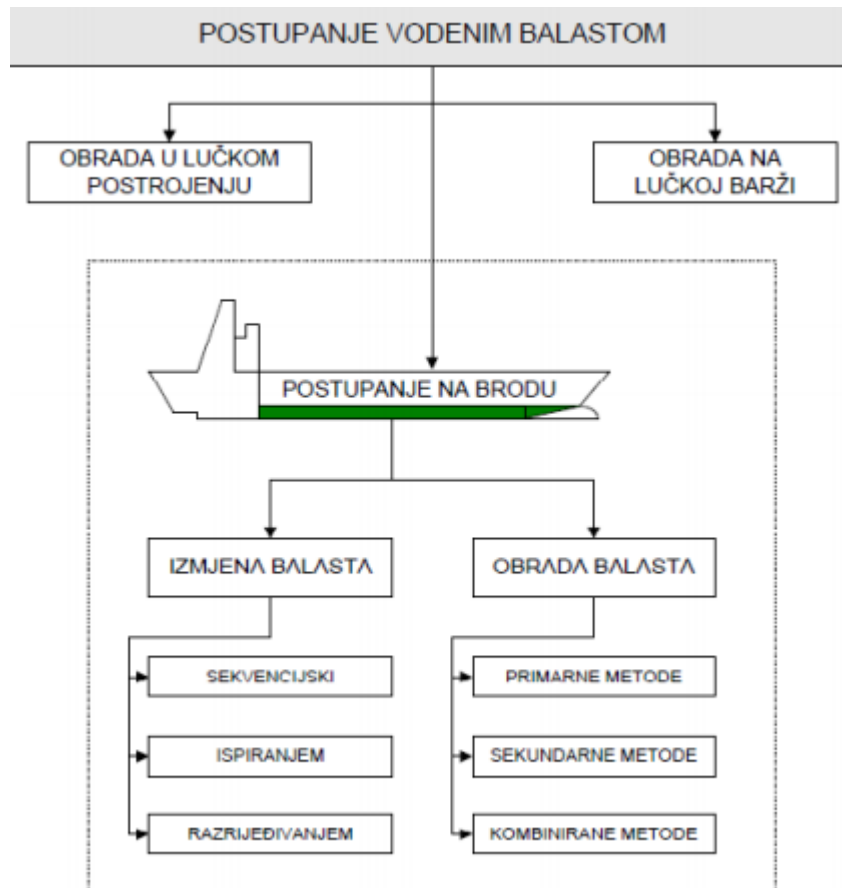 POSTUPANJE VODENIM BALASTOM
OBRADA U LUČKOM
POSTROJENJU
OBRADA NA
LUČKOJ BARŽI
POSTUPANJE NA BRODU
IZMJENA BALASTA
OBRADA BALASTA
SEKVENCIJSKI
ISPIRANJEM
RAZRIJEĐIVANJEM
PRIMARNE METODE
SEKUNDARNE METODE
KOMBINIRANE METODE